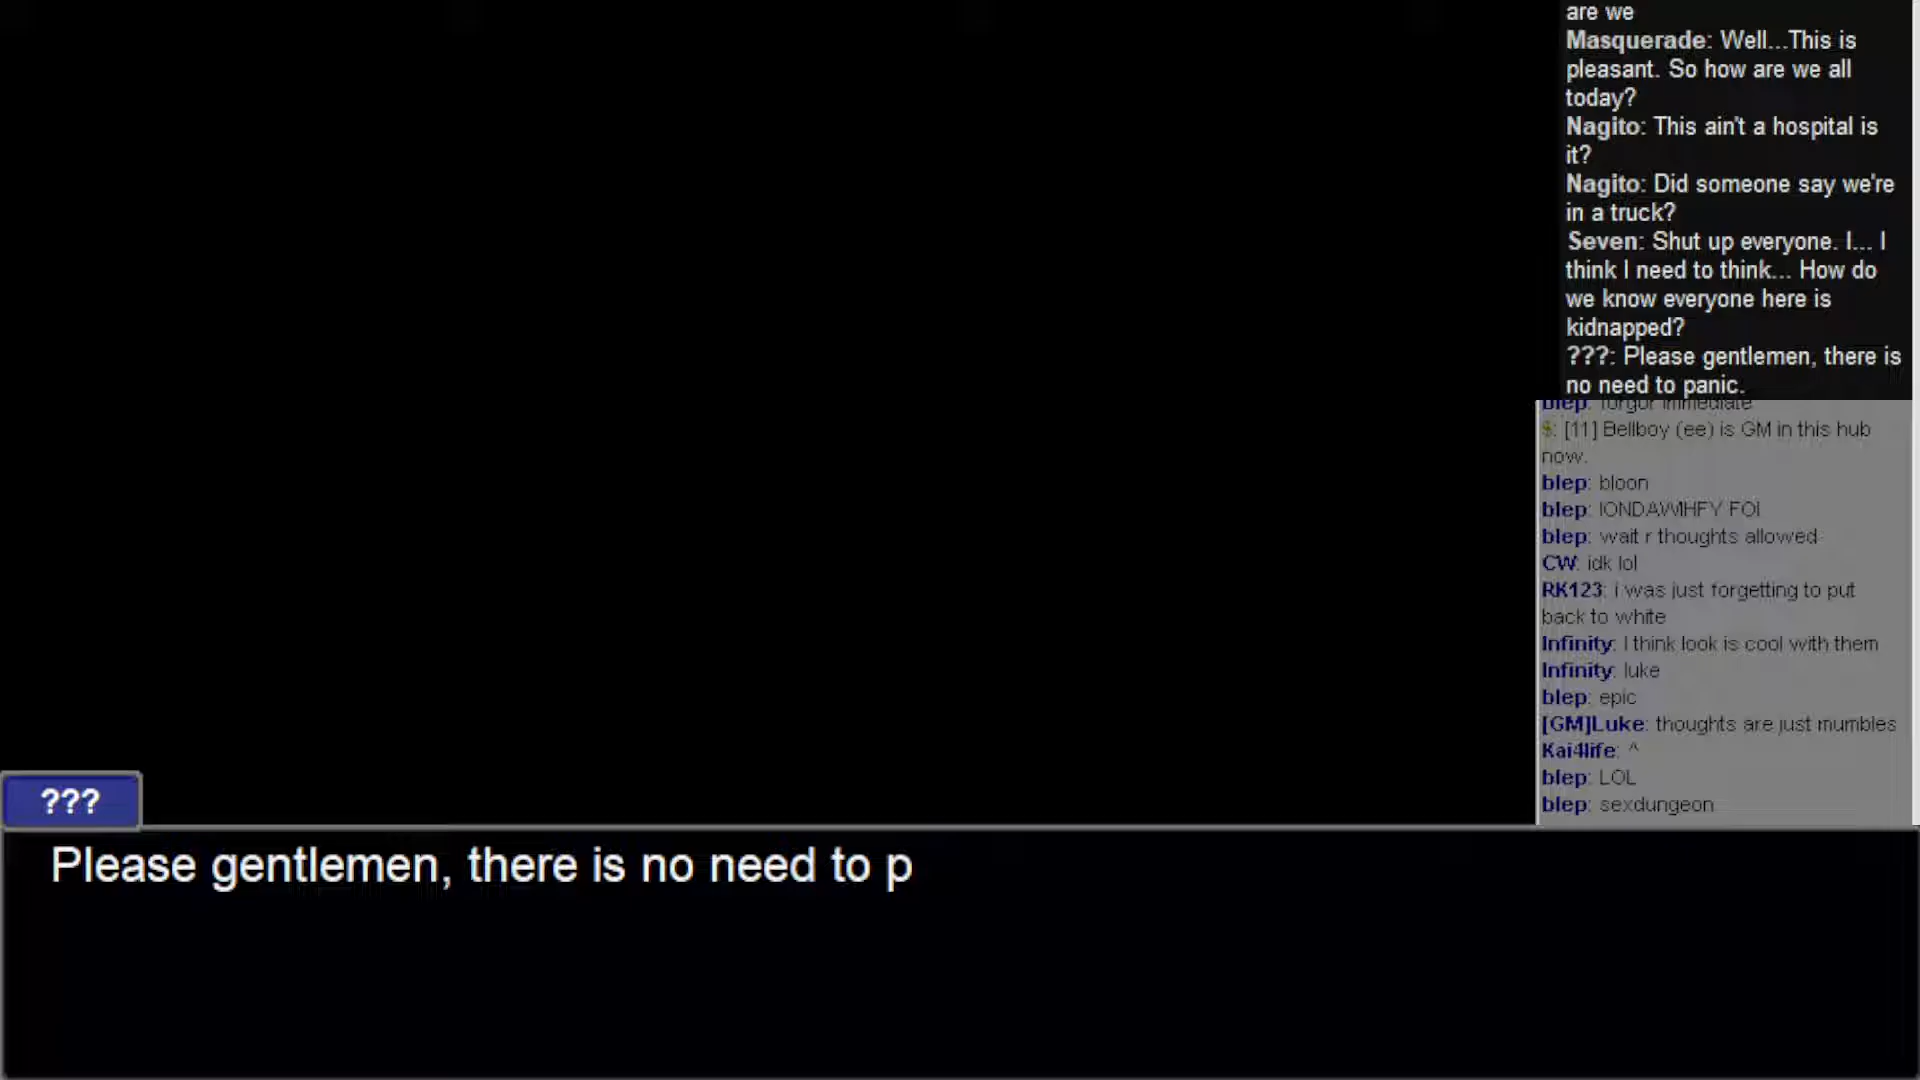 are we
Masquerade: Well...This is
pleasant. So how are we all
today?
Nagito: This ain't a hospital is
it?
Nagito: Did someone say we're
in a truck?
Seven: Shut up everyone. I... I
think I need to think... How do
we know everyone here is
kidnapped?
???: Please gentlemen, there is
no need to panic.
blep: forgor immediate
$: [11] Bellboy (ee) is GM in this hub
now.
blep: bloon
blep: IONDAWIHFY FOI
blep: wait r thoughts allowed
CW: idk lol
RK123: i was just forgetting to put
back to white
Infinity: I think look is cool with them
Infinity: luke
blep: epic
[GM]Luke: thoughts are just mumbles
Kai4life: ^
blep: LOL
blep: sexdungeon
???
Please gentlemen, there is no need to p